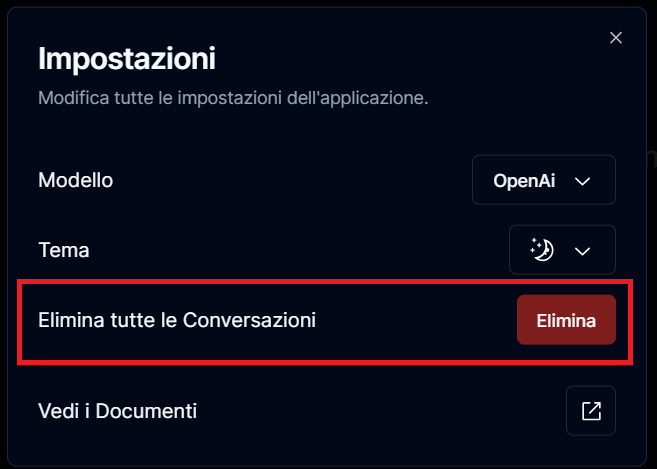 Impostazioni
Modifica tutte le impostazioni dell'applicazione.
Modello
OpenAi
Tema
Elimina tutte le Conversazioni
Elimina
Vedi i Documenti